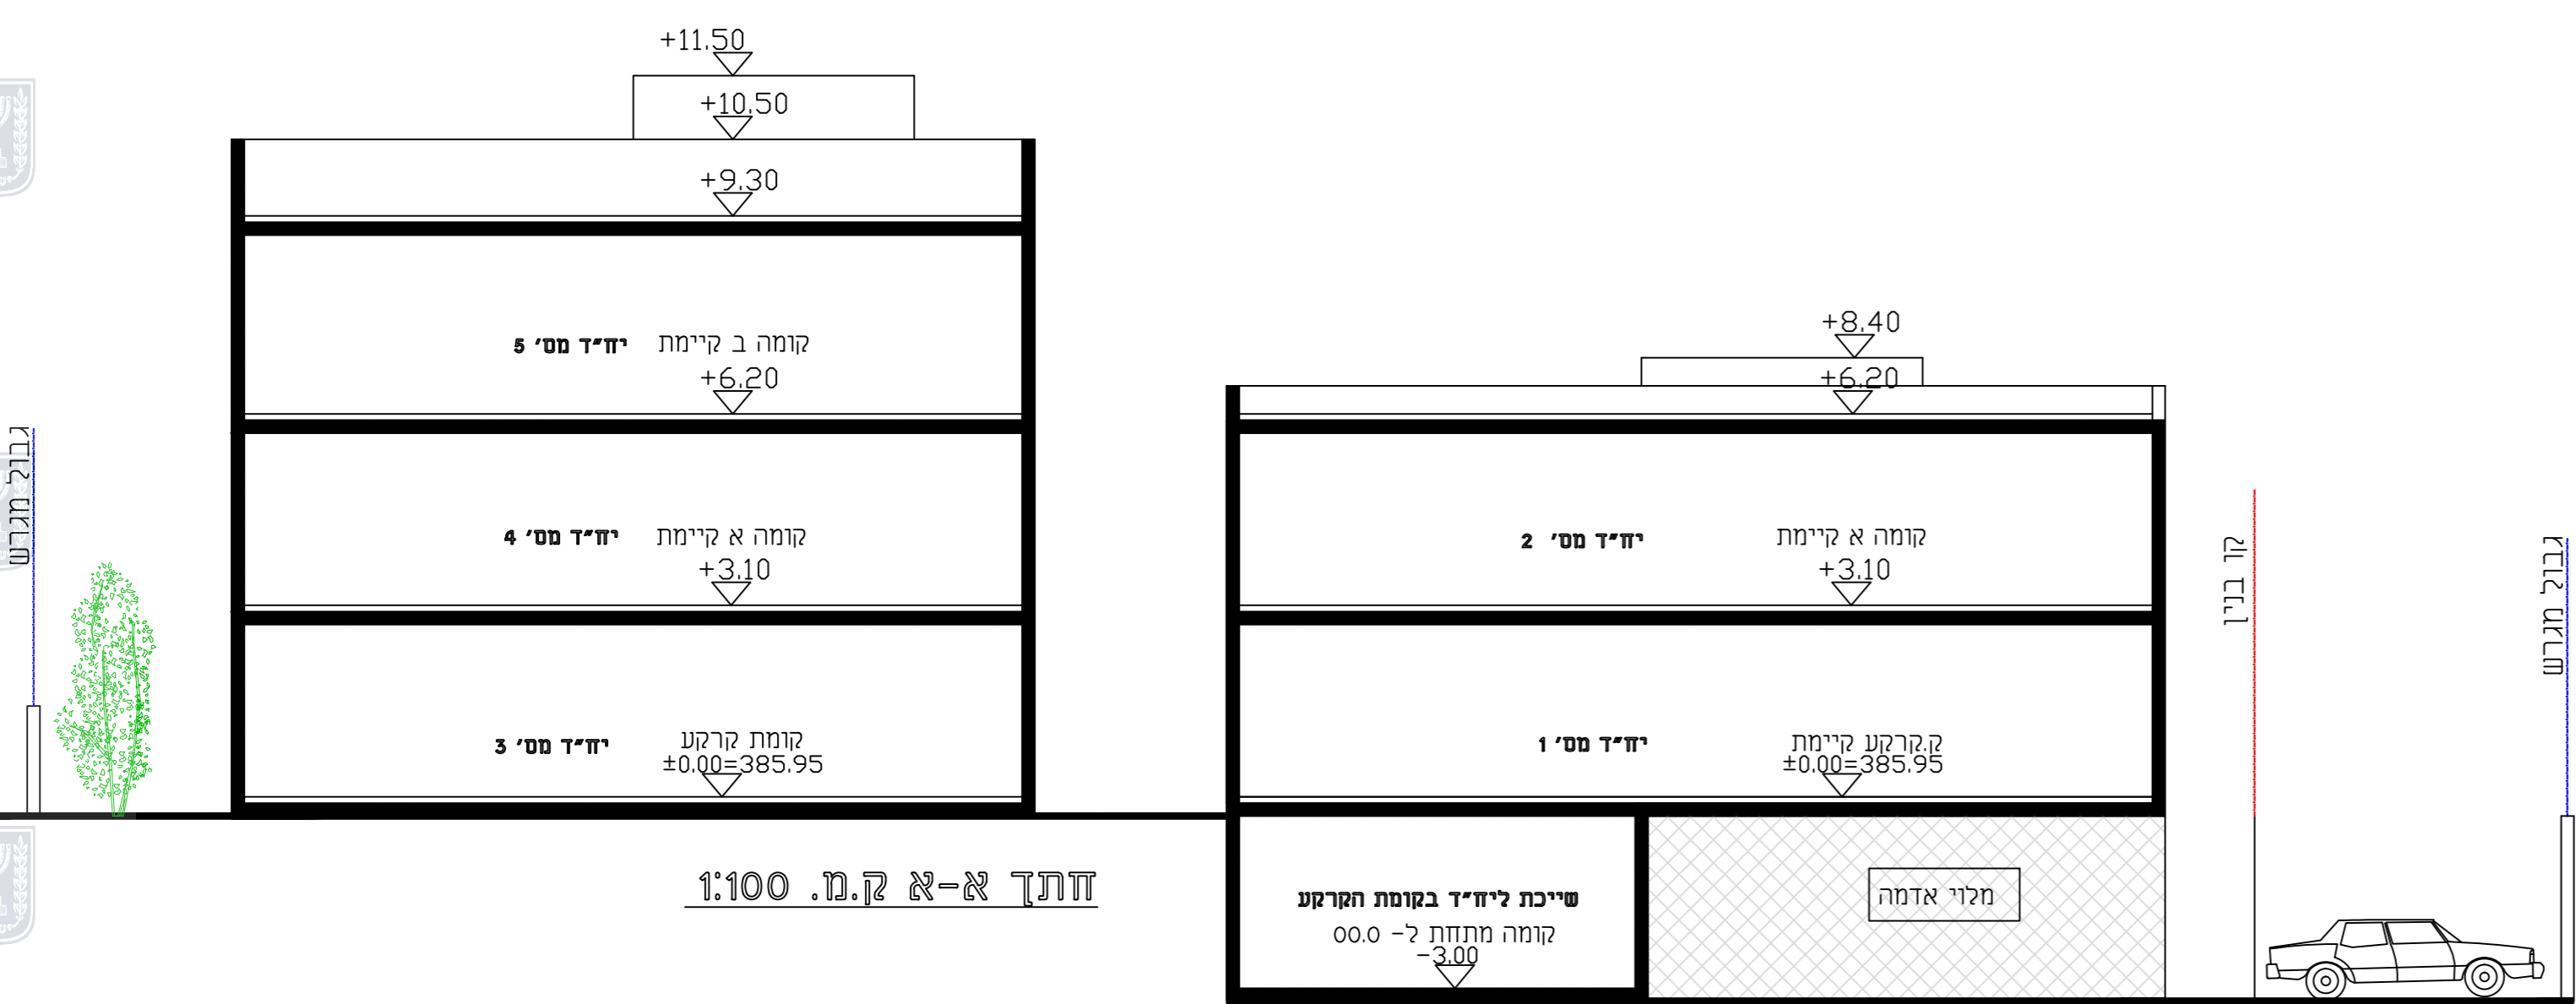 +11.50
+10.50
+9.30
יח״ד מס׳ 5
קומה ב קיימת
+6.20
יח״ד מס׳ 4
קומה א קיימת
+3.10
יח״ד מס׳ 3
קומת קרקע
±0.00=385.95
גבול מגרש
+8.40
+6.20
קומה א קיימת
יח״ד מס׳ 2
+3.10
ק.קרקע קיימת
יח״ד מס׳ 1
±0.00=385.95
קו בנין
גבול מגרש
חתך א-א ק.מ. 1:100
שייכת ליח״ד בקומת הקרקע
קומה מתחת ל- 00.0
-3.00
מלוי אדמה